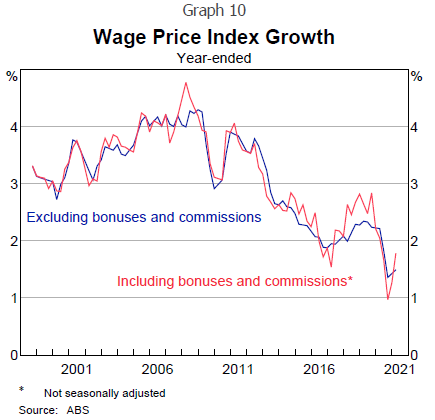 Graph 10
Wage Price Index Growth
Year-ended
% %
4 4
3 3
Excluding bonuses and commissions
2 2
Including bonuses and commissions*
1 1
0 0
2001 2006 2011 2016 2021
* Not seasonally adjusted
Source: ABS